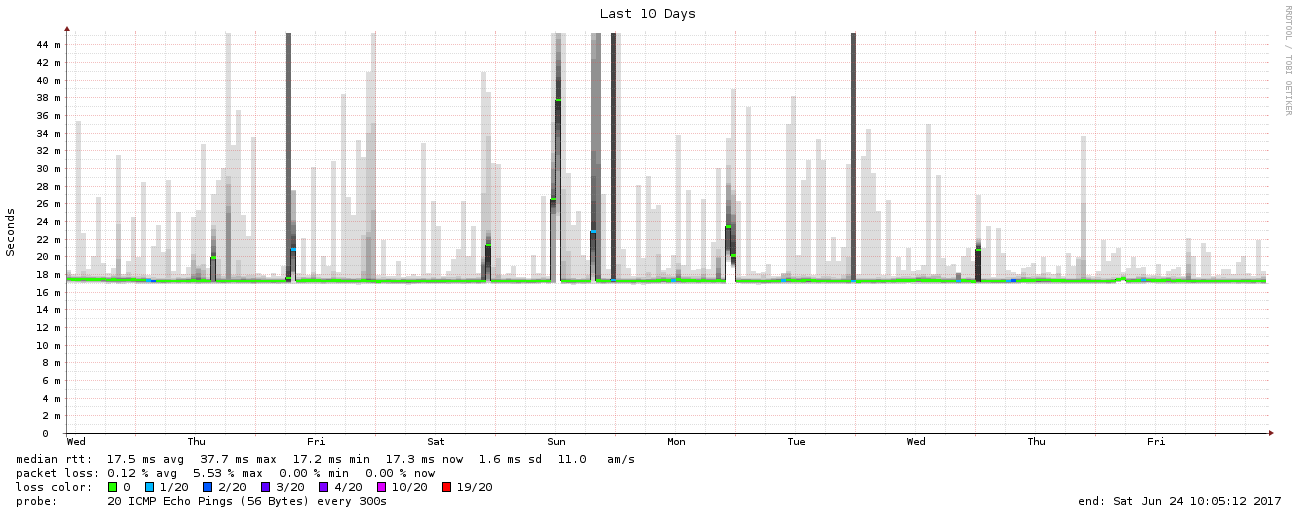 Last 10 Days
RRDTOOL / TOBI OETIKER
Seconds
44 m
42 m
40 m
38 m
36 m
34 m
32 m
30 m
28 m
26 m
24 m
22 m
20 m
18 m
16 m
14 m
12 m
10 m
8 m
6 m
4 m
2 m
0
Wed Thu Fri Sat Sun Mon Tue Wed Thu Fri
median rtt: 17.5 ms avg 37.7 ms max 17.2 ms min 17.3 ms now 1.6 ms sd 11.0 am/s
packet loss: 0.12 % avg 5.53 % max 0.00 % min 0.00 % now
loss color: 0 1/20 2/20 3/20 4/20 10/20 19/20
probe: 20 ICMP Echo Pings (56 Bytes) every 300s end: Sat Jun 24 10:05:12 2017